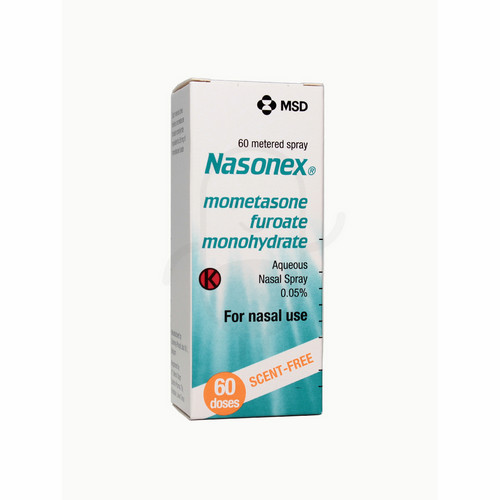 MSD
60 metered spray
Nasonex®
mometasone
furoate
monohydrate
Aqueous
Nasal Spray
0.05%
K
For nasal use
60
doses
SCENT-FREE